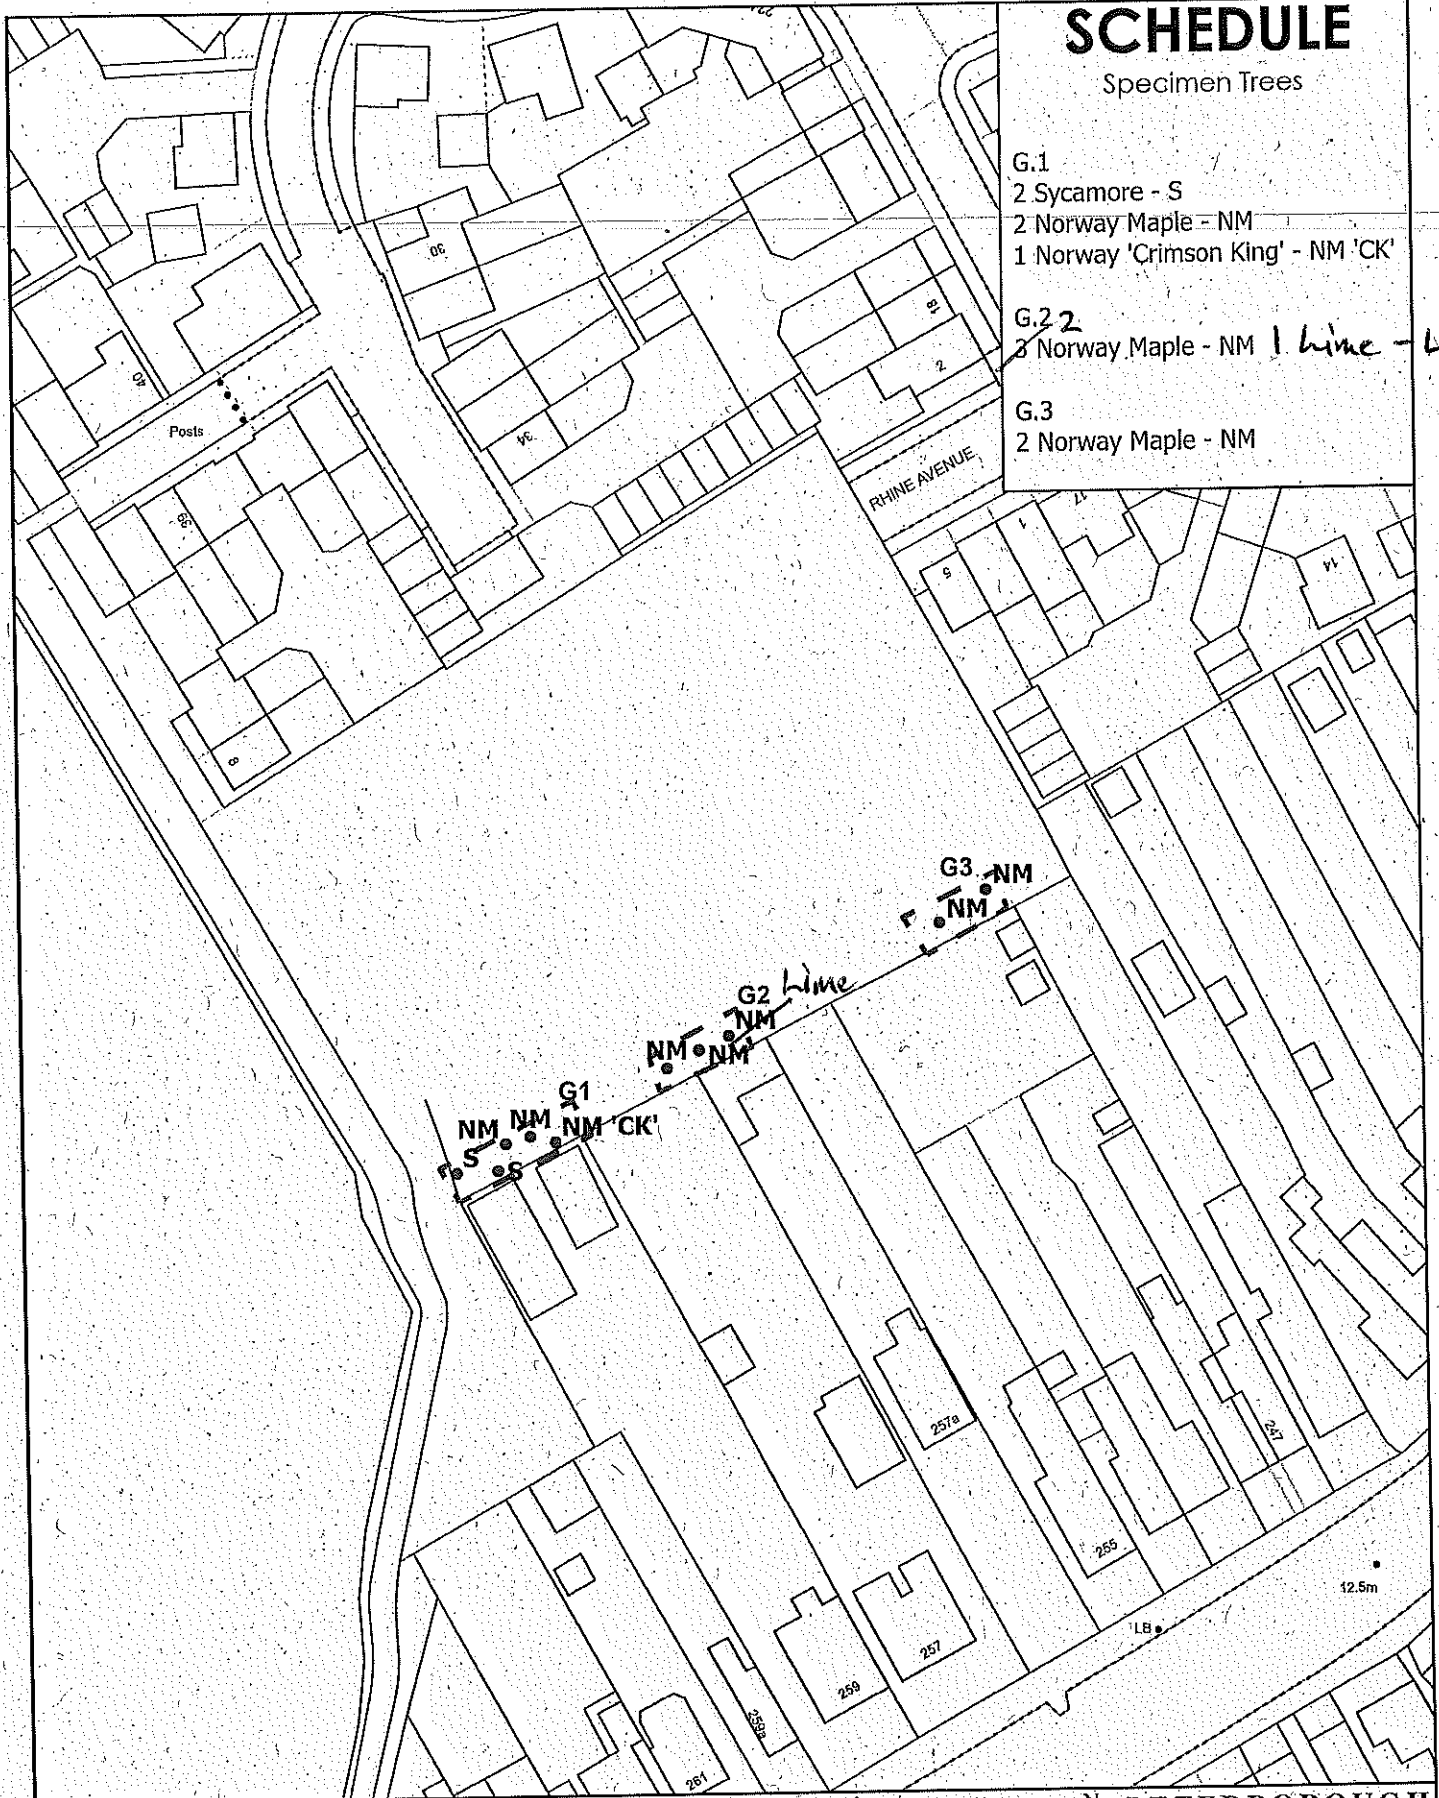 SCHEDULE
Specimen Trees
G.1
2 Sycamore - S
2 Norway Maple - NM
1 Norway 'Crimson King' - NM 'CK'
G.2 2
3 Norway Maple - NM 1 Lime - L
G.3
2 Norway Maple - NM
30
18
2
40
34
Posts
RHINE AVENUE
39
17
1
5
14
8
G3 NM
NM
G2 Lime
NM
NM NM
G1
NM NM NM 'CK'
S S
257a
247
255
12.5m
LB
257
259
259a
261
PETERBOROUGH